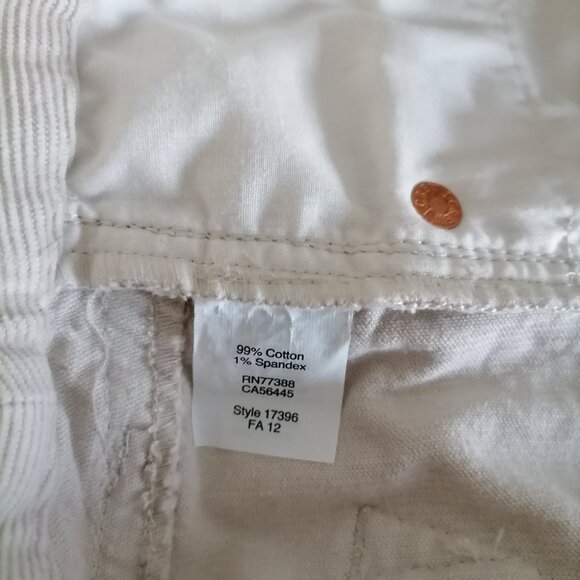 99% Cotton
1% Spandex
RN77388
CA56445
Style 17396
FA 12